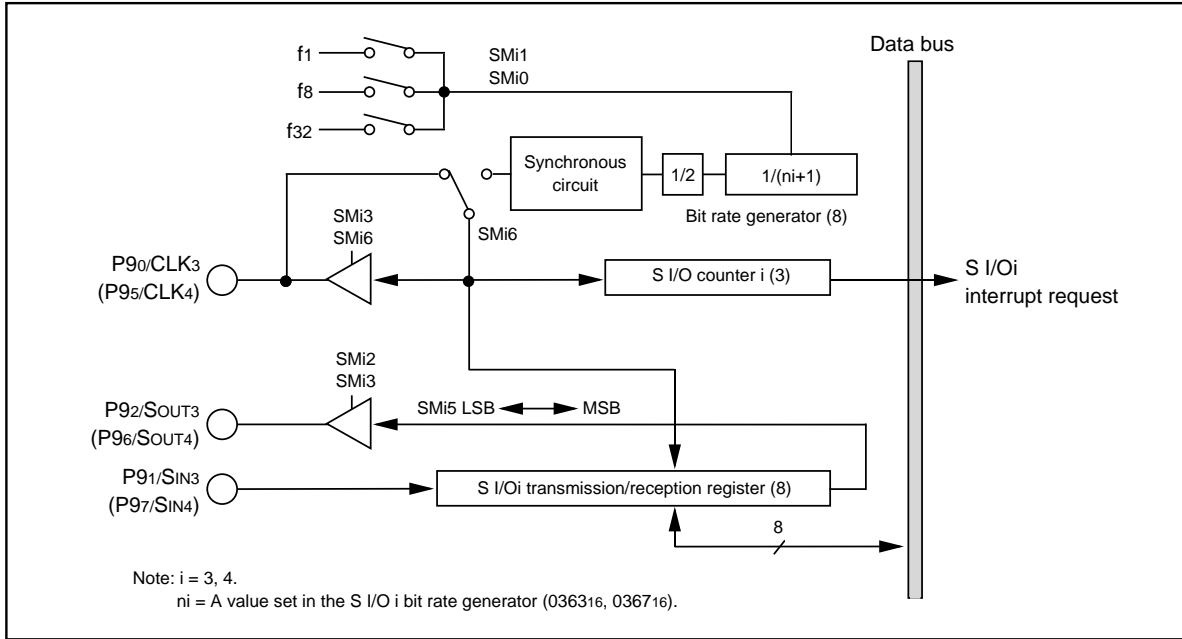 Data bus
f1
SMi1
SMi0
f8
f32
Synchronous
circuit
1/2
1/(ni+1)
Bit rate generator (8)
SMi3
SMi6
SMi6
P90/CLK3
(P95/CLK4)
S I/O counter i (3)
S I/Oi
interrupt request
SMi2
SMi3
SMi5 LSB
MSB
P92/SOUT3
(P96/SOUT4)
P91/SIN3
(P97/SIN4)
S I/Oi transmission/reception register (8)
8
Note: i = 3, 4.
ni = A value set in the S I/O i bit rate generator (036316, 036716).